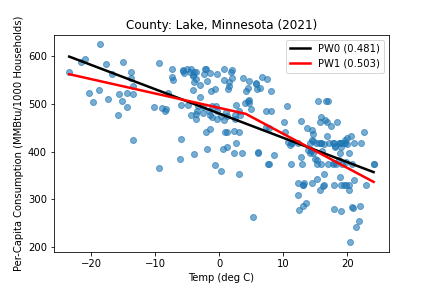 County: Lake, Minnesota (2021)
Per-Capita Consumption (MMBtu/1000 Households)
600
500
400
300
200
PW0 (0.481)
PW1 (0.503)
−20
−10
0
10
20
Temp (deg C)